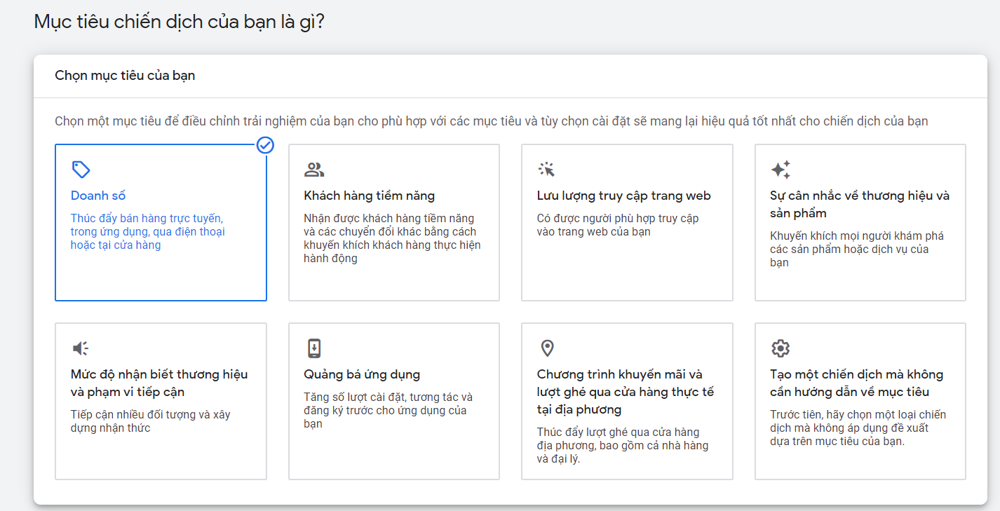 Mục tiêu chiến dịch của bạn là gì?
Chọn mục tiêu của bạn
Chọn một mục tiêu để điều chỉnh trải nghiệm của bạn cho phù hợp với các mục tiêu và tùy chọn cài đặt sẽ mang lại hiệu quả tốt nhất cho chiến dịch của bạn
Doanh số
Thúc đẩy bán hàng trực tuyến,
trong ứng dụng, qua điện thoại
hoặc tại cửa hàng
Khách hàng tiềm năng
Nhận được khách hàng tiềm năng
và các chuyển đổi khác bằng cách
khuyến khích khách hàng thực hiện
hành động
Lưu lượng truy cập trang web
Có được người phù hợp truy cập
vào trang web của bạn
Sự cân nhắc về thương hiệu và
sản phẩm
Khuyến khích mọi người khám phá
các sản phẩm hoặc dịch vụ của
bạn
Mức độ nhận biết thương hiệu
và phạm vi tiếp cận
Tiếp cận nhiều đối tượng và xây
dựng nhận thức
Quảng bá ứng dụng
Tăng số lượt cài đặt, tương tác và
đăng ký trước cho ứng dụng của
bạn
Chương trình khuyến mãi và
lượt ghé qua cửa hàng thực tế
tại địa phương
Thúc đẩy lượt ghé qua cửa hàng
địa phương, bao gồm cả nhà hàng
và đại lý.
Tạo một chiến dịch mà không
cần hướng dẫn về mục tiêu
Trước tiên, hãy chọn một loại chiến
dịch mà không áp dụng đề xuất
dựa trên mục tiêu của bạn.